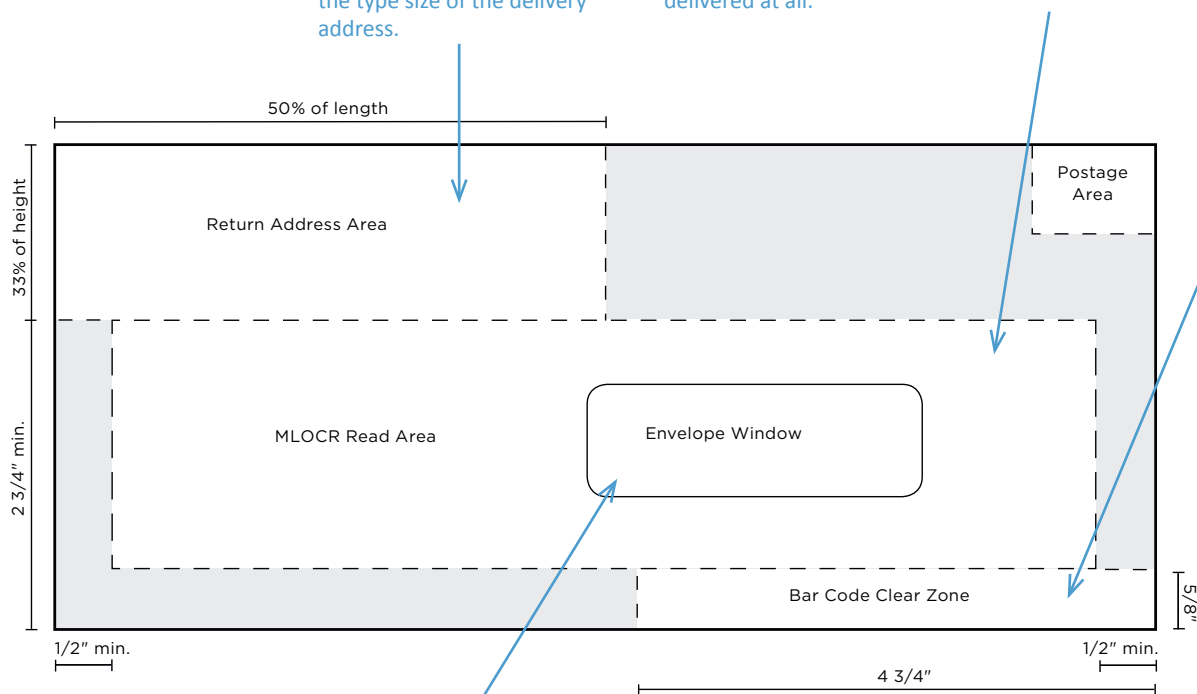 the type size of the delivery
address.
delivered at all.
50% of length
33% of height
Return Address Area
Postage
Area
2 3/4" min.
MLOCR Read Area
Envelope Window
Bar Code Clear Zone
5/8"
1/2" min.
1/2" min.
4 3/4"